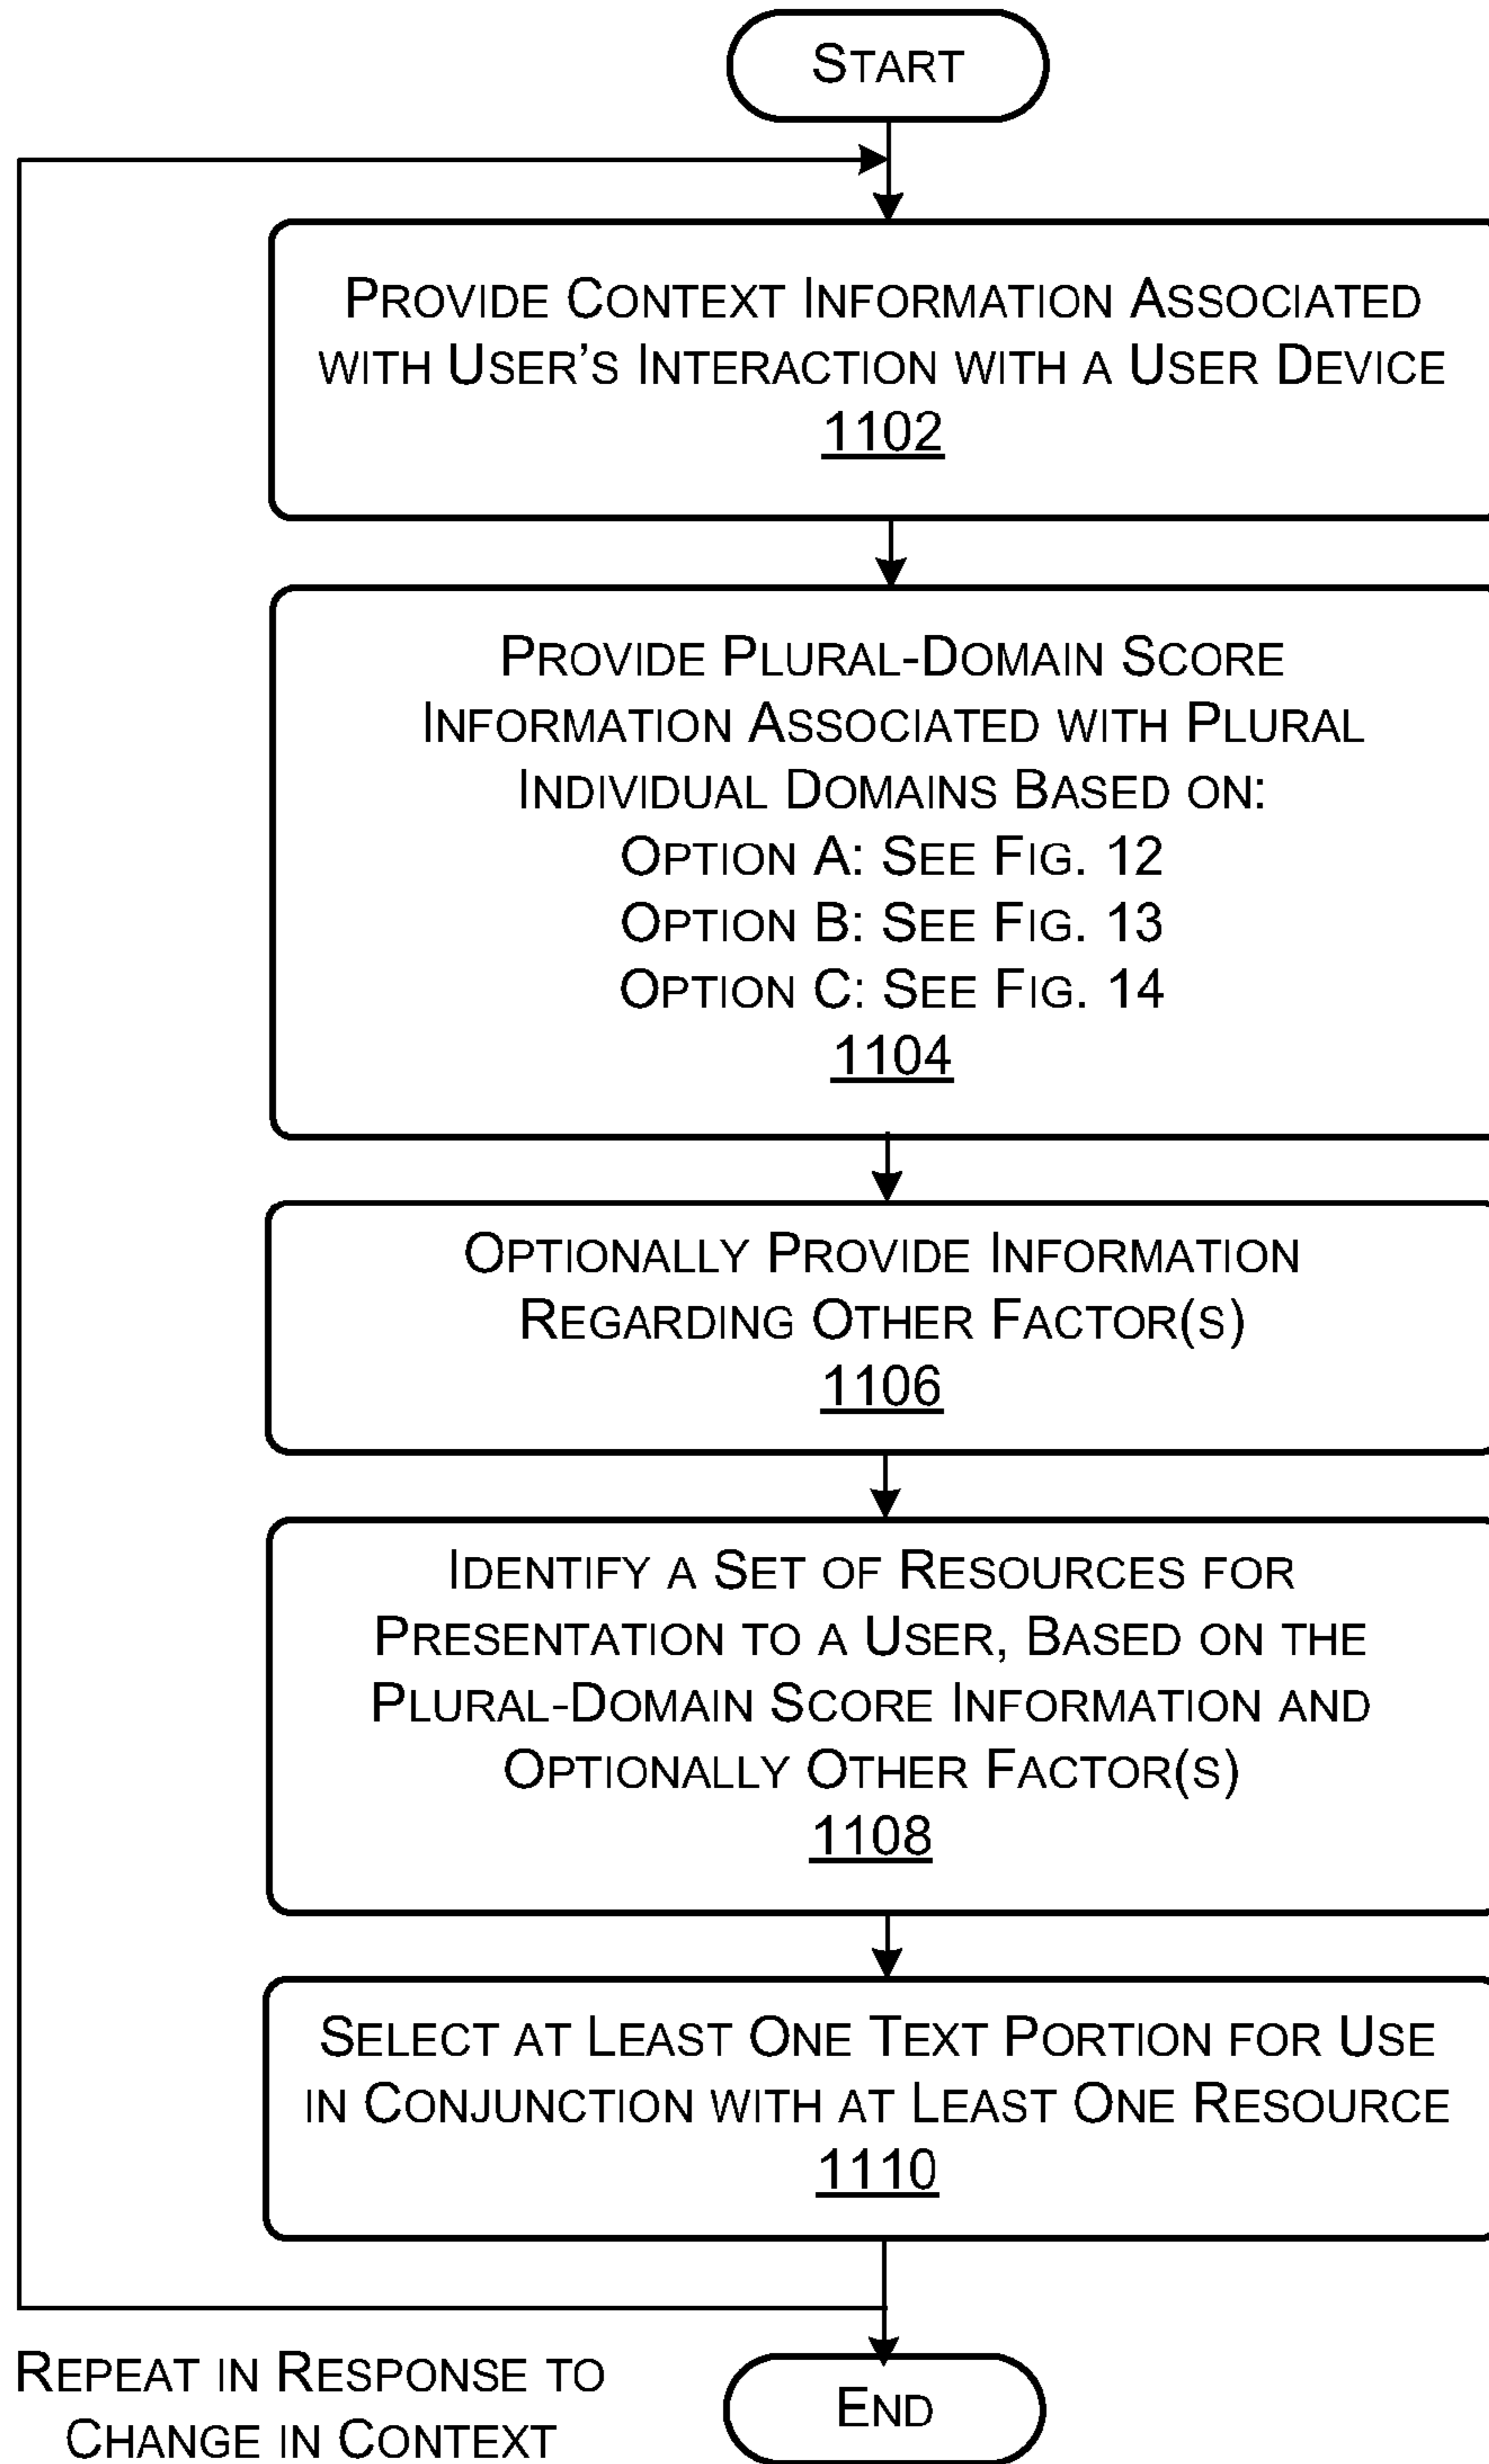 START
PROVIDE CONTEXT INFORMATION ASSOCIATED
WITH USER'S INTERACTION WITH A USER DEVICE
1102
PROVIDE PLURAL-DOMAIN SCORE
INFORMATION ASSOCIATED WITH PLURAL
INDIVIDUAL DOMAINS BASED ON:
OPTION A: SEE FIG. 12
OPTION B: SEE FIG. 13
OPTION C: SEE FIG. 14
1104
OPTIONALLY PROVIDE INFORMATION
REGARDING OTHER FACTOR(S)
1106
IDENTIFY A SET OF RESOURCES FOR
PRESENTATION TO A USER, BASED ON THE
PLURAL-DOMAIN SCORE INFORMATION AND
OPTIONALLY OTHER FACTOR(S)
1108
SELECT AT LEAST ONE TEXT PORTION FOR USE
IN CONJUNCTION WITH AT LEAST ONE RESOURCE
1110
REPEAT IN RESPONSE TO
CHANGE IN CONTEXT
END